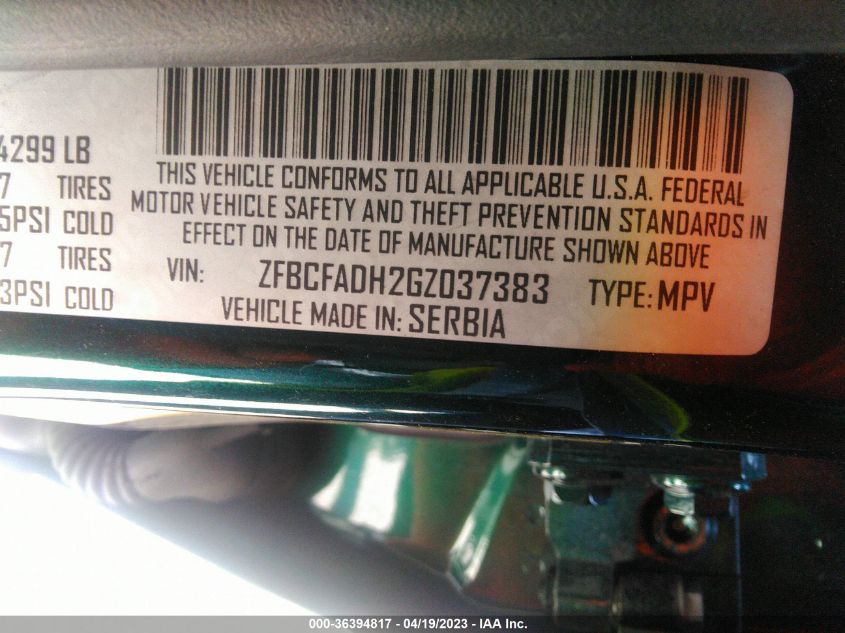 4299 LB
7 TIRES
5PSI COLD
7 TIRES
3PSI COLD
THIS VEHICLE CONFORMS TO ALL APPLICABLE U.S.A. FEDERAL
MOTOR VEHICLE SAFETY AND THEFT PREVENTION STANDARDS IN
EFFECT ON THE DATE OF MANUFACTURE SHOWN ABOVE
VIN: ZFBCFADH2GZ037383 TYPE: MPV
VEHICLE MADE IN: SERBIA
000-36394817 - 04/19/2023 - IAA Inc.